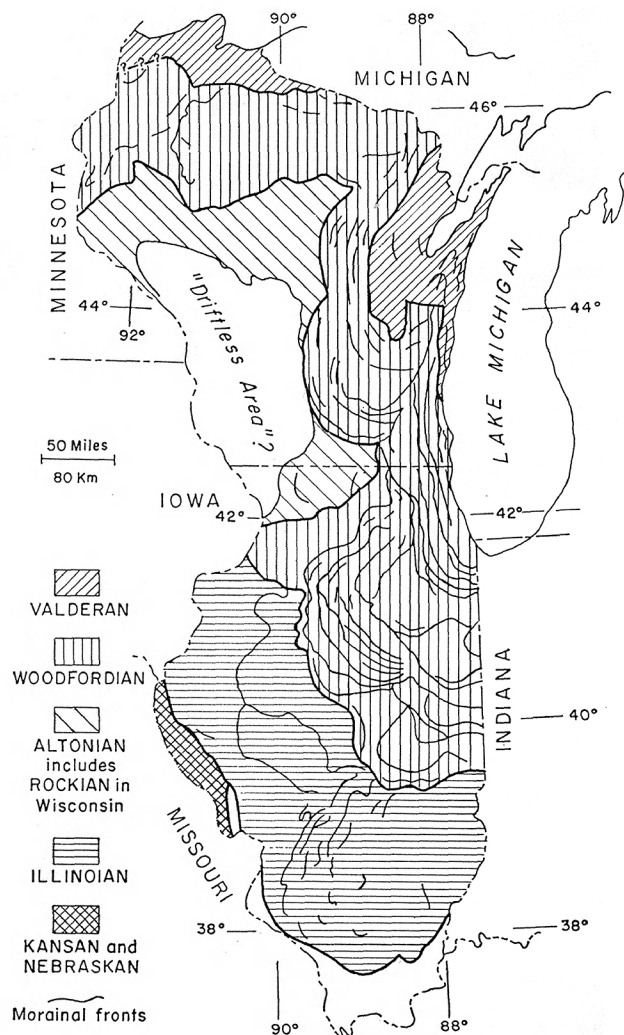 90°
88°
MICHIGAN
46°
MINNESOTA
44°
92°
"Driftless Area"?
LAKE MICHIGAN
44°
50 Miles
80 Km
IOWA
42°
42°
VALDERAN
WOODFORDIAN
INDIANA
40°
ALTONIAN
includes
ROCKIAN in
Wisconsin
MISSOURI
ILLINOIAN
38°
38°
KANSAN and
NEBRASKAN
Morainal fronts
90°
88°